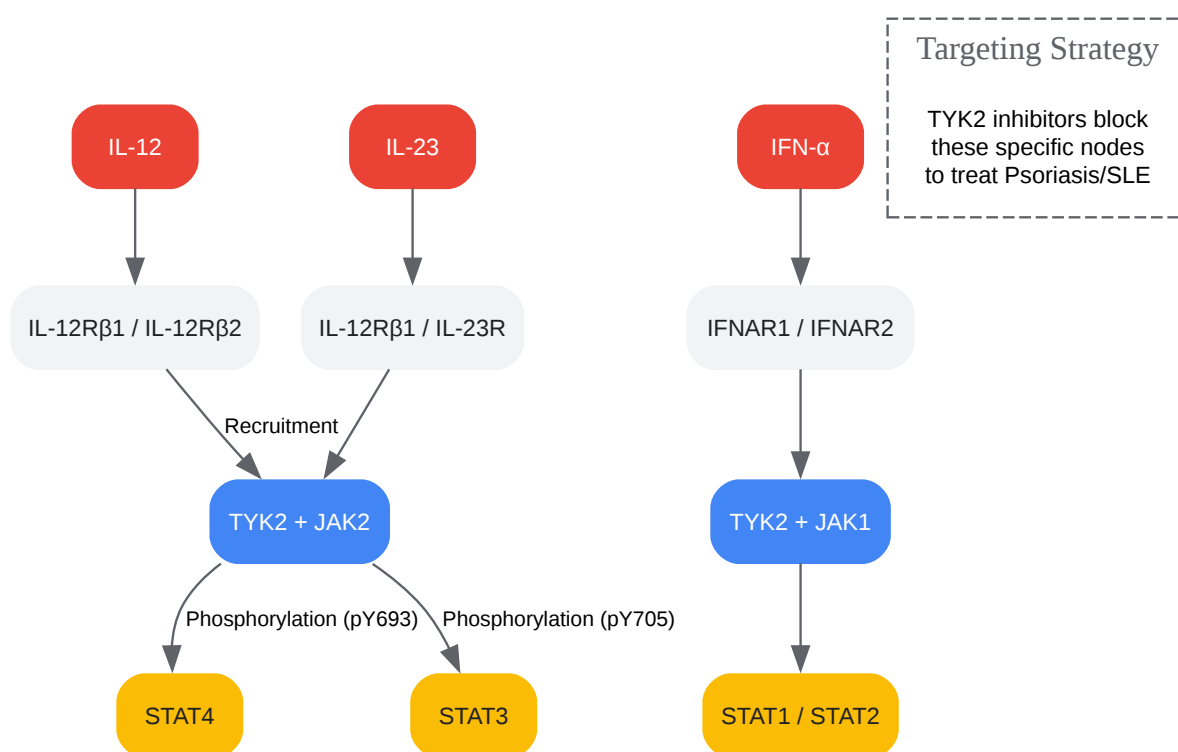 Targeting Strategy
TYK2 inhibitors block
these specific nodes
to treat Psoriasis/SLE
IL-12
IL-23
IFN-α
IL-12Rβ1 / IL-12Rβ2
IL-12Rβ1 / IL-23R
IFNAR1 / IFNAR2
Recruitment
TYK2 + JAK2
TYK2 + JAK1
Phosphorylation (pY693)
Phosphorylation (pY705)
STAT4
STAT3
STAT1 / STAT2